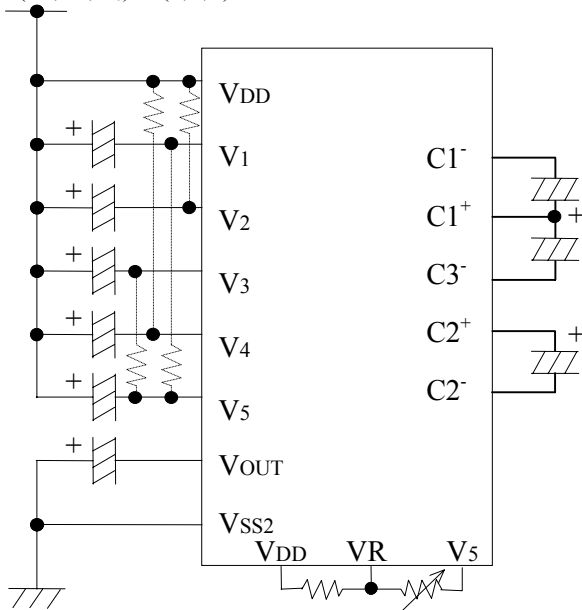 VDD
+
V1
C1-
+
V2
C1+
+
+
V3
C3-
+
V4
C2+
+
+
V5
C2-
+
VOUT
VSS2
VDD VR V5